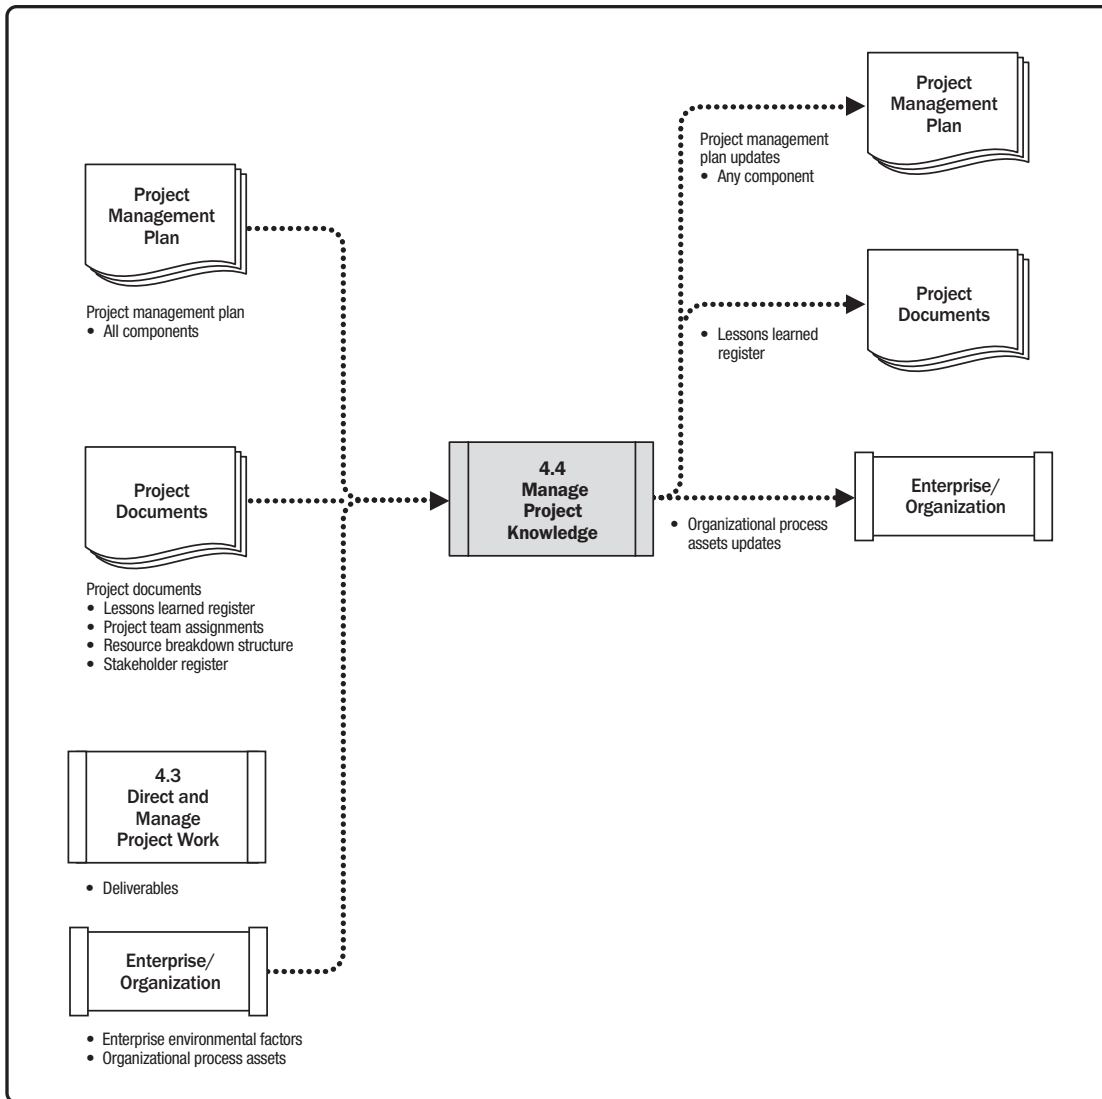 Project
Management
Plan
Project management plan
• All components
Project
Documents
Project documents
• Lessons learned register
• Project team assignments
• Resource breakdown structure
• Stakeholder register
4.3
Direct and
Manage
Project Work
• Deliverables
Enterprise/
Organization
• Enterprise environmental factors
• Organizational process assets
4.4
Manage
Project
Knowledge
Project management
plan updates
• Any component
Project
Management
Plan
• Lessons learned
register
Project
Documents
• Organizational process
assets updates
Enterprise/
Organization